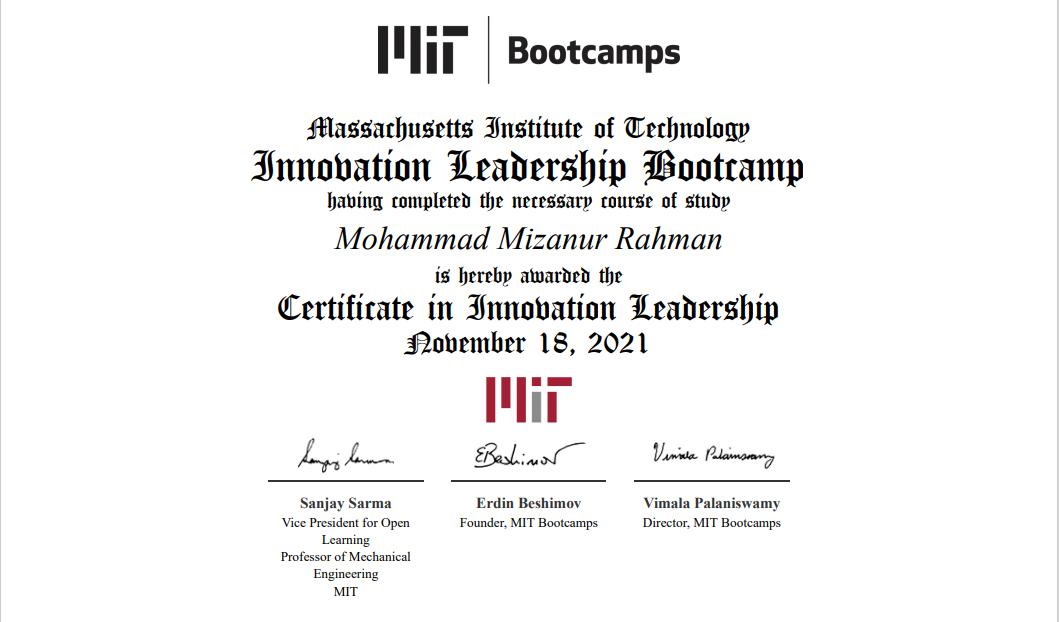 MIT | Bootcamps
Massachusetts Institute of Technology
Innovation Leadership Bootcamp
having completed the necessary course of study
Mohammad Mizanur Rahman
is hereby awarded the
Certificate in Innovation Leadership
November 18, 2021
MIT
Sanjay Sarma
Erdin Beshimov
Vimala Palaniswamy
Sanjay Sarma
Vice President for Open
Learning
Professor of Mechanical
Engineering
MIT
Erdin Beshimov
Founder, MIT Bootcamps
Vimala Palaniswamy
Director, MIT Bootcamps